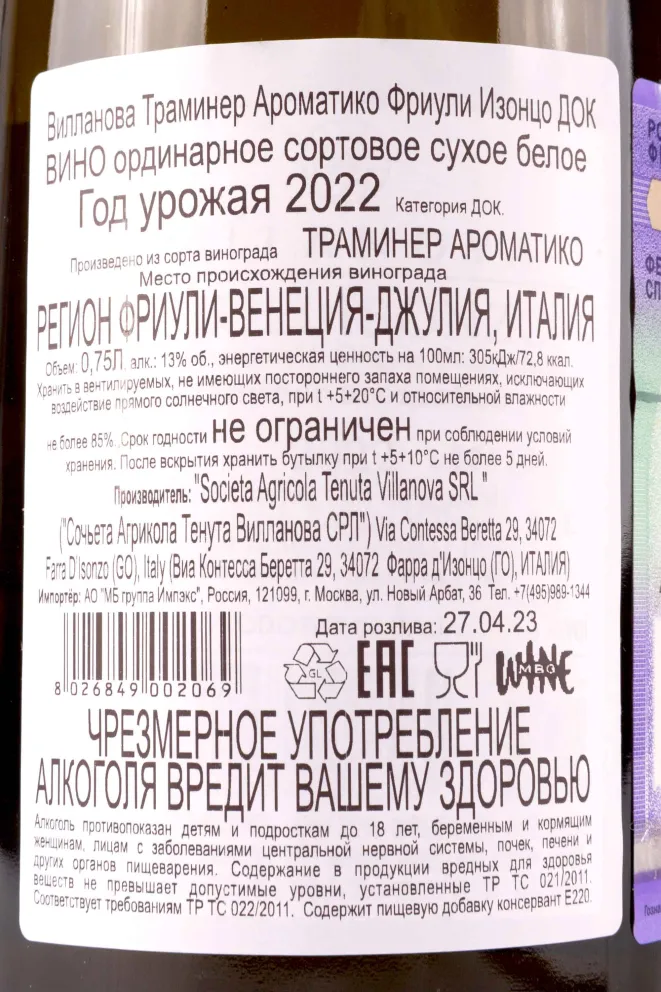 Вилланова Траминер Ароматико Фриули Изонцо ДОК
ВИНО ординарное сортовое сухое белое
Год урожая 2022 Категория ДОК.
Произведено из сорта винограда ТРАМИНЕР АРОМАТИКО
Место происхождения винограда
РЕГИОН ФРИУЛИ-ВЕНЕЦИЯ-ДЖУЛИЯ, ИТАЛИЯ
Объем: 0,75Л, алк.: 13% об., энергетическая ценность на 100мл: 305кДж/72,8 ккал.
Хранить в вентилируемых, не имеющих постороннего запаха помещениях, исключающих
воздействие прямого солнечного света, при t +5+20°С и относительной влажности
не более 85%. Срок годности не ограничен при соблюдении условий
хранения. После вскрытия хранить бутылку при t +5+10°С не более 5 дней.
Производитель: "Societa Agricola Tenuta Villanova SRL "
("Сочьета Агрикола Тенута Вилланова СРЛ") Via Contessa Beretta 29, 34072
Farra D'Isonzo (GO), Italy (Виа Контесса Беретта 29, 34072 Фарра д'Изонцо (ГО), ИТАЛИЯ)
Импортёр: АО "МБ группа Импэкс", Россия, 121099, г. Москва, ул. Новый Арбат, 36 Тел. +7(495)989-1344
Дата розлива: 27.04.23
8 026849 002069
GL
EAC
WINE
MBG
ЧРЕЗМЕРНОЕ УПОТРЕБЛЕНИЕ
АЛКОГОЛЯ ВРЕДИТ ВАШЕМУ ЗДОРОВЬЮ
Алкоголь противопоказан детям и подросткам до 18 лет, беременным и кормящим
женщинам, лицам с заболеваниями центральной нервной системы, почек, печени и
других органов пищеварения. Содержание в продукции вредных для здоровья
веществ не превышает допустимые уровни, установленные ТР ТС 021/2011.
Соответствует требованиям ТР ТС 022/2011. Содержит пищевую добавку консервант Е220.